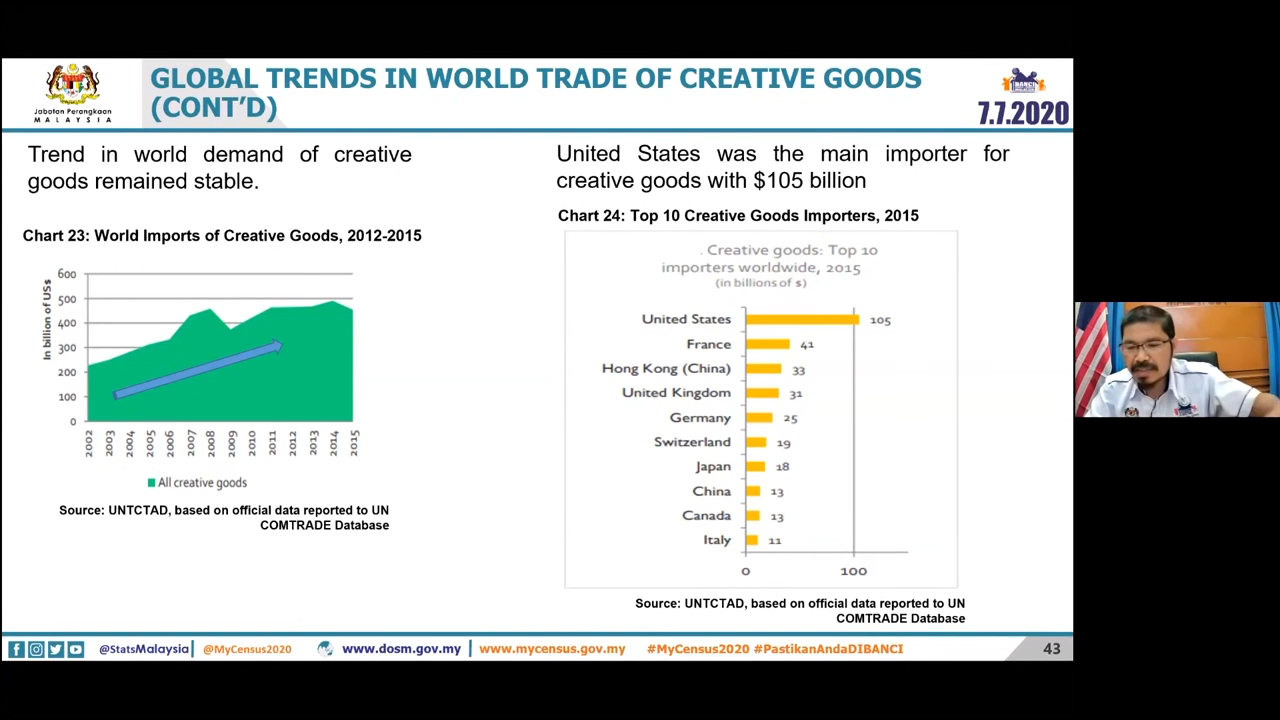 GLOBAL TRENDS IN WORLD TRADE OF CREATIVE GOODS
(CONT'D)
Jabatan Perangkaan
MALAYSIA
7.7.2020
Trend in world demand of creative
goods remained stable.
Chart 23: World Imports of Creative Goods, 2012-2015
In billion of US$
600
500
400
300
200
100
0
2002
2003
2004
2005
2006
2007
2008
2009
2010
2011
2012
2013
2014
2015
All creative goods
Source: UNTCTAD, based on official data reported to UN
COMTRADE Database
United States was the main importer for
creative goods with $105 billion
Chart 24: Top 10 Creative Goods Importers, 2015
. Creative goods: Top 10
importers worldwide, 2015
(in billions of $)
United States 105
France 41
Hong Kong (China) 33
United Kingdom 31
Germany 25
Switzerland 19
Japan 18
China 13
Canada 13
Italy 11
0 100
Source: UNTCTAD, based on official data reported to UN
COMTRADE Database
@StatsMalaysia @MyCensus2020 www.dosm.gov.my www.mycensus.gov.my #MyCensus2020 #PastikanAndaDIBANCI 43